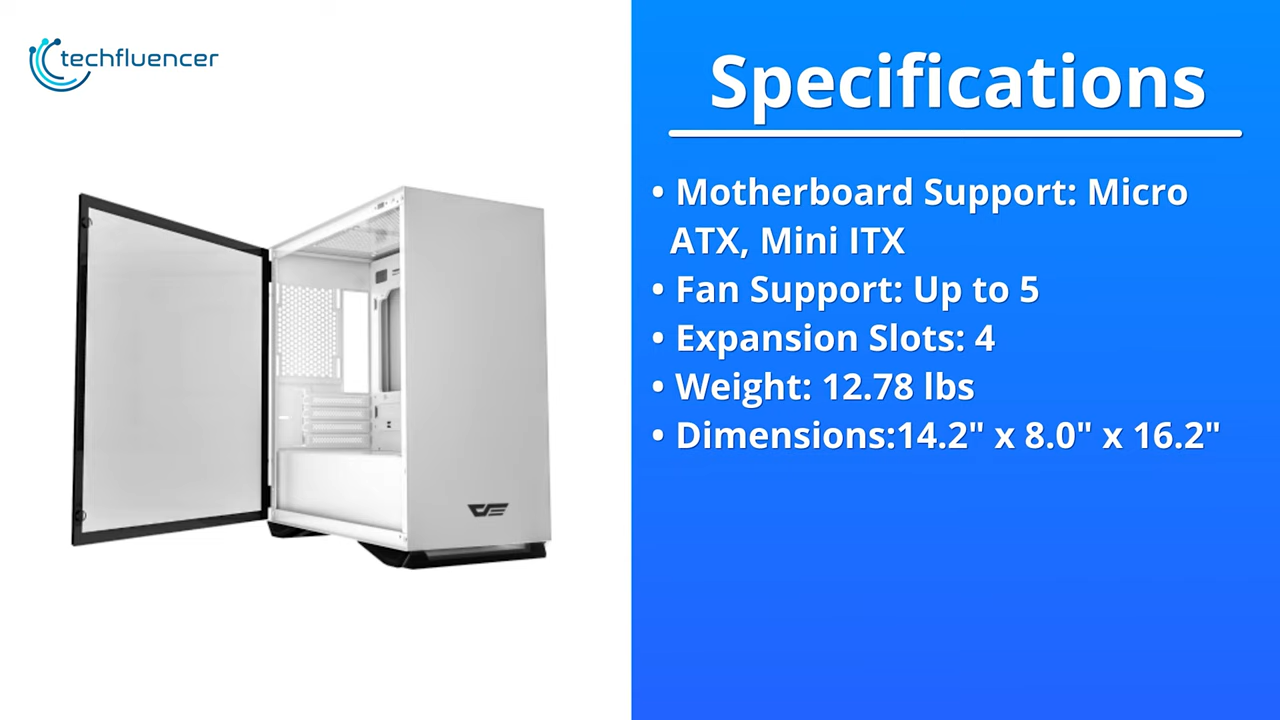 techfluencer
Specifications
• Motherboard Support: Micro
ATX, Mini ITX
• Fan Support: Up to 5
• Expansion Slots: 4
• Weight: 12.78 lbs
• Dimensions:14.2" x 8.0" x 16.2"